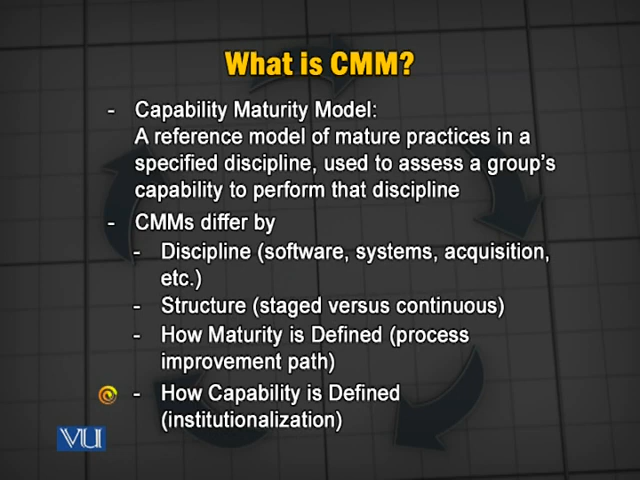 What is CMM?
- Capability Maturity Model:
A reference model of mature practices in a
specified discipline, used to assess a group's
capability to perform that discipline
- CMMs differ by
- Discipline (software, systems, acquisition,
etc.)
- Structure (staged versus continuous)
- How Maturity is Defined (process
improvement path)
- How Capability is Defined
(institutionalization)
VU